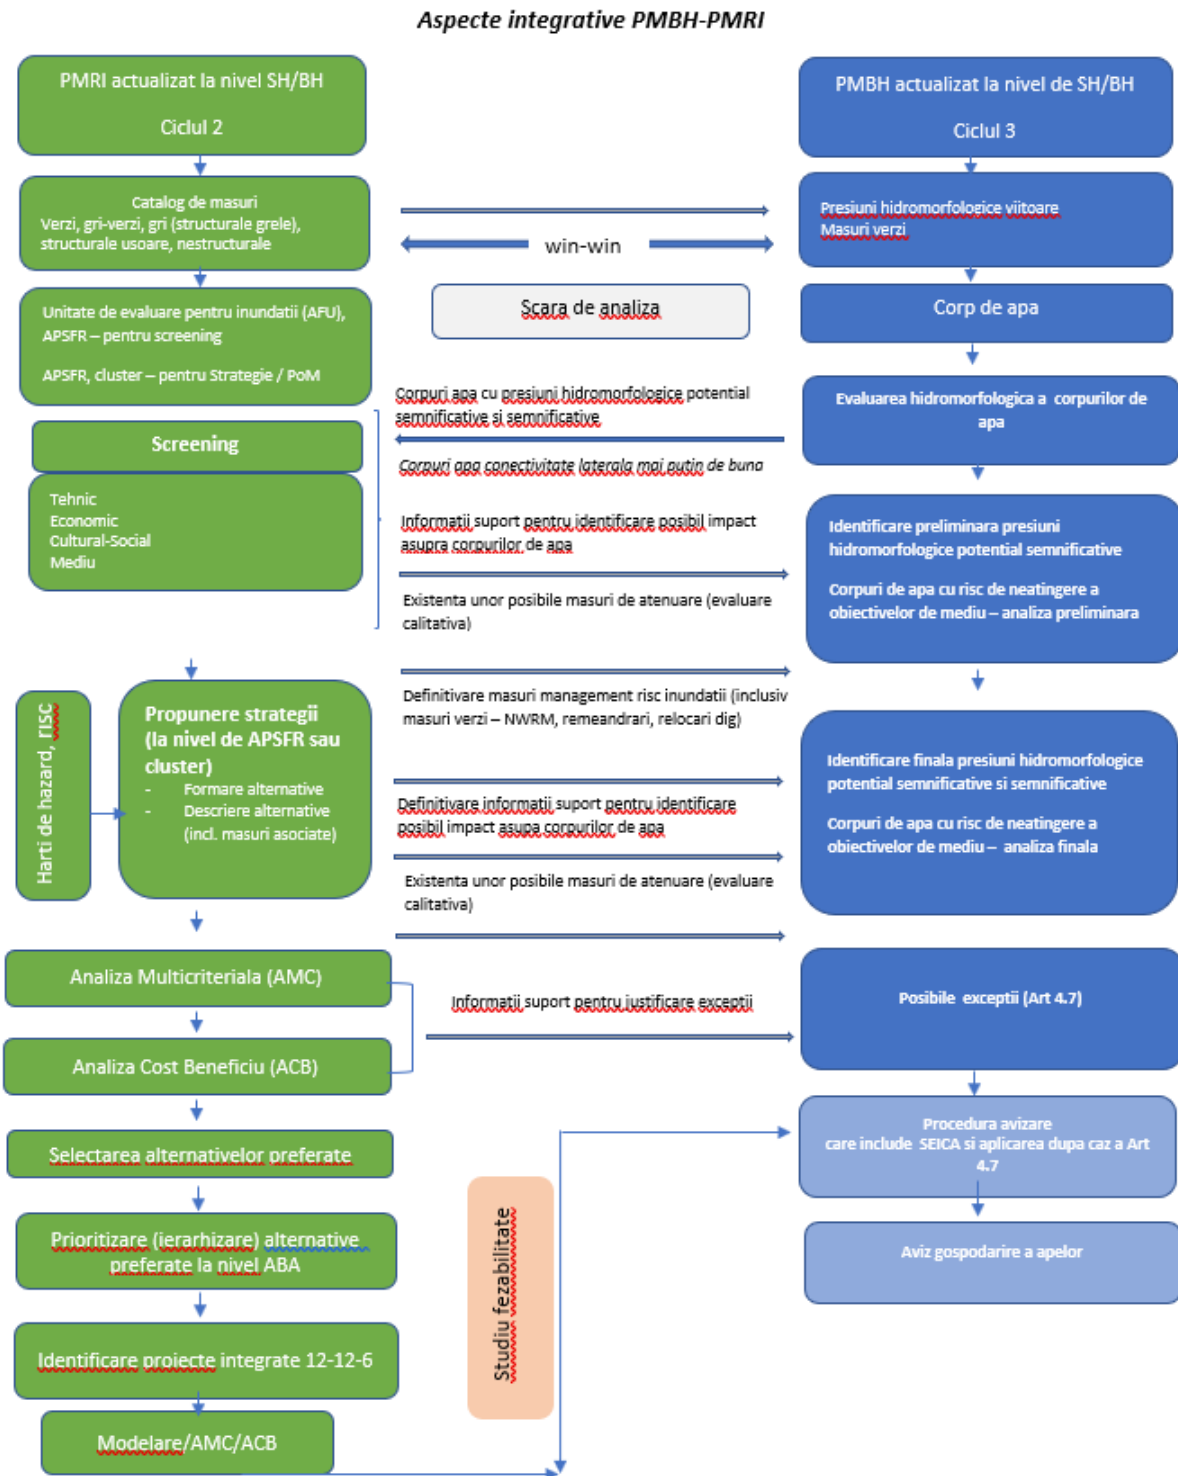 Aspecte integrative PMBH-PMRI
PMRI actualizat la nivel SH/BH
Ciclul 2
PMBH actualizat la nivel de SH/BH
Ciclul 3
Catalog de masuri
Verzi, gri-verzi, gri (structurale grele),
structurale usoare, nestructurale
Presiuni hidromorfologice viitoare
Masuri verzi
win-win
Unitate de evaluare pentru inundatii (AFU),
APSFR – pentru screening
APSFR, cluster – pentru Strategie / PoM
Scara de analiza
Corp de apa
Corpuri apa cu presiuni hidromorfologice potential
semnificative si semnificative
Evaluarea hidromorfologica a corpurilor de
apa
Screening
Corpuri apa conectivitate laterala mai putin de buna
Tehnic
Economic
Cultural-Social
Mediu
Informatii suport pentru identificare posibil impact
asupra corpurilor de apa
Identificare preliminara presiuni
hidromorfologice potential semnificative
Corpuri de apa cu risc de neatingere a
obiectivelor de mediu – analiza preliminara
Existenta unor posibile masuri de atenuare (evaluare
calitativa)
Harti de hazard, risc
Propunere strategii
(la nivel de APSFR sau
cluster)
- Formare alternative
- Descriere alternative
(incl. masuri asociate)
Definitivare masuri management risc inundatii (inclusiv
masuri verzi – NWRM, remeandrari, relocari dig)
Identificare finala presiuni hidromorfologice
potential semnificative si semnificative
Corpuri de apa cu risc de neatingere a
obiectivelor de mediu – analiza finala
Definitivare informatii suport pentru identificare
posibil impact asupa corpurilor de apa
Existenta unor posibile masuri de atenuare (evaluare
calitativa)
Analiza Multicriteriala (AMC)
Informatii suport pentru justificare exceptii
Posibile exceptii (Art 4.7)
Analiza Cost Beneficiu (ACB)
Selectarea alternativelor preferate
Procedura avizare
care include SEICA si aplicarea dupa caz a Art
4.7
Studiu fezabilitate
Prioritizare (ierarhizare) alternative
preferate la nivel ABA
Aviz gospodarire a apelor
Identificare proiecte integrate 12-12-6
Modelare/AMC/ACB